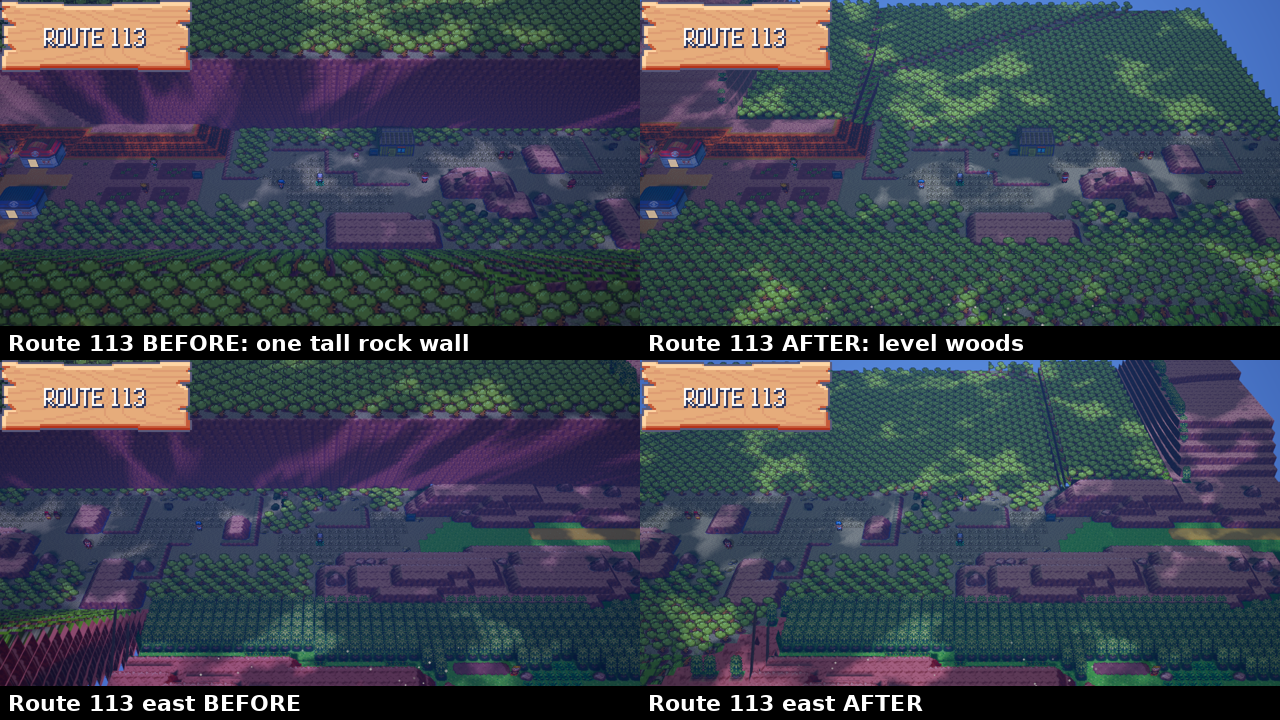 ROUTE 113
ROUTE 113
Route 113 BEFORE: one tall rock wall
Route 113 AFTER: level woods
ROUTE 113
ROUTE 113
Route 113 east BEFORE
Route 113 east AFTER